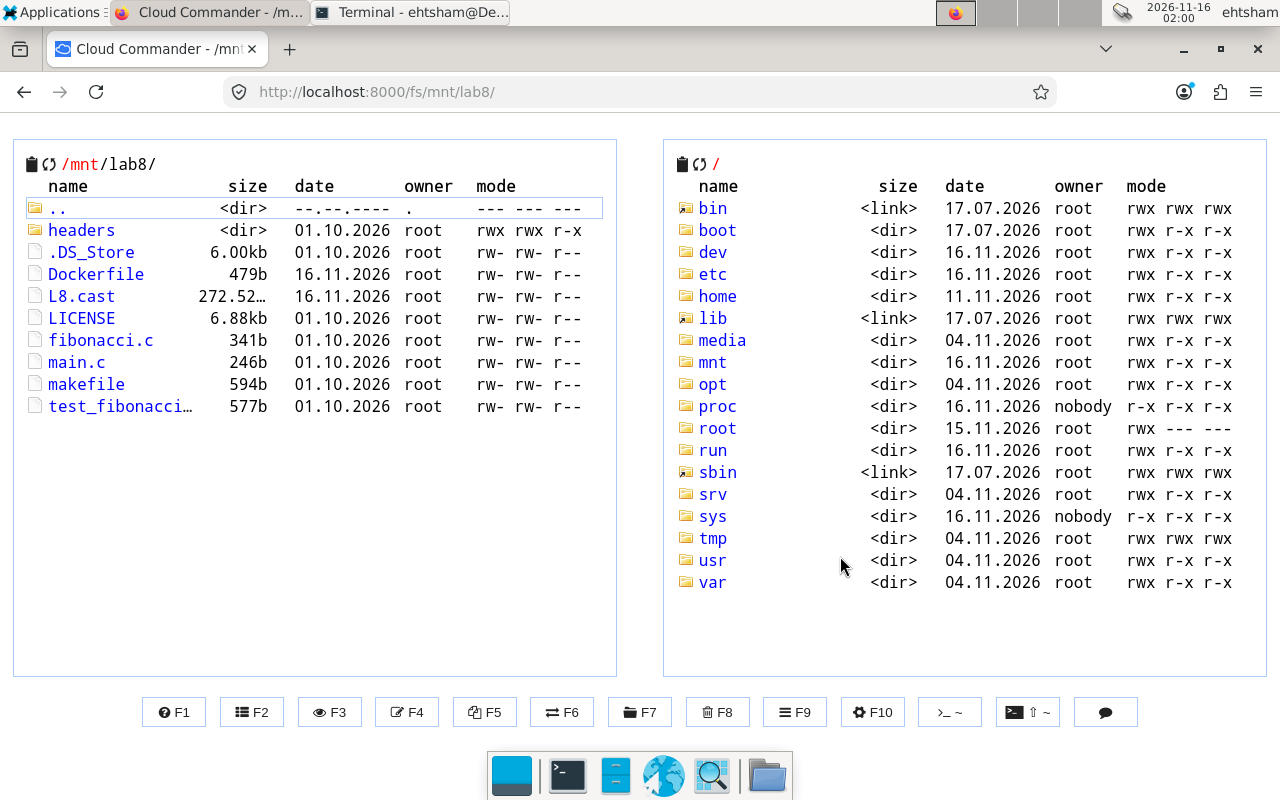 Applications
Cloud Commander - /m...
Terminal - ehtsham@De...
2026-11-16
02:00
ehtsham
Cloud Commander - /mnt
http://localhost:8000/fs/mnt/lab8/
/mnt/lab8/
name size date owner mode
.. <dir> --.--.---- . --- --- ---
headers <dir> 01.10.2026 root rwx rwx r-x
.DS_Store 6.00kb 01.10.2026 root rw- rw- r--
Dockerfile 479b 16.11.2026 root rw- rw- r--
L8.cast 272.52… 16.11.2026 root rw- rw- r--
LICENSE 6.88kb 01.10.2026 root rw- rw- r--
fibonacci.c 341b 01.10.2026 root rw- rw- r--
main.c 246b 01.10.2026 root rw- rw- r--
makefile 594b 01.10.2026 root rw- rw- r--
test_fibonacci… 577b 01.10.2026 root rw- rw- r--
/
name size date owner mode
bin <link> 17.07.2026 root rwx rwx rwx
boot <dir> 17.07.2026 root rwx r-x r-x
dev <dir> 16.11.2026 root rwx r-x r-x
etc <dir> 16.11.2026 root rwx r-x r-x
home <dir> 11.11.2026 root rwx r-x r-x
lib <link> 17.07.2026 root rwx rwx rwx
media <dir> 04.11.2026 root rwx r-x r-x
mnt <dir> 16.11.2026 root rwx r-x r-x
opt <dir> 04.11.2026 root rwx r-x r-x
proc <dir> 16.11.2026 nobody r-x r-x r-x
root <dir> 15.11.2026 root rwx --- ---
run <dir> 16.11.2026 root rwx r-x r-x
sbin <link> 17.07.2026 root rwx rwx rwx
srv <dir> 04.11.2026 root rwx r-x r-x
sys <dir> 16.11.2026 nobody r-x r-x r-x
tmp <dir> 04.11.2026 root rwx rwx rwx
usr <dir> 04.11.2026 root rwx r-x r-x
var <dir> 04.11.2026 root rwx r-x r-x
F1 F2 F3 F4 F5 F6 F7 F8 F9 F10 ~ ⇧ ~